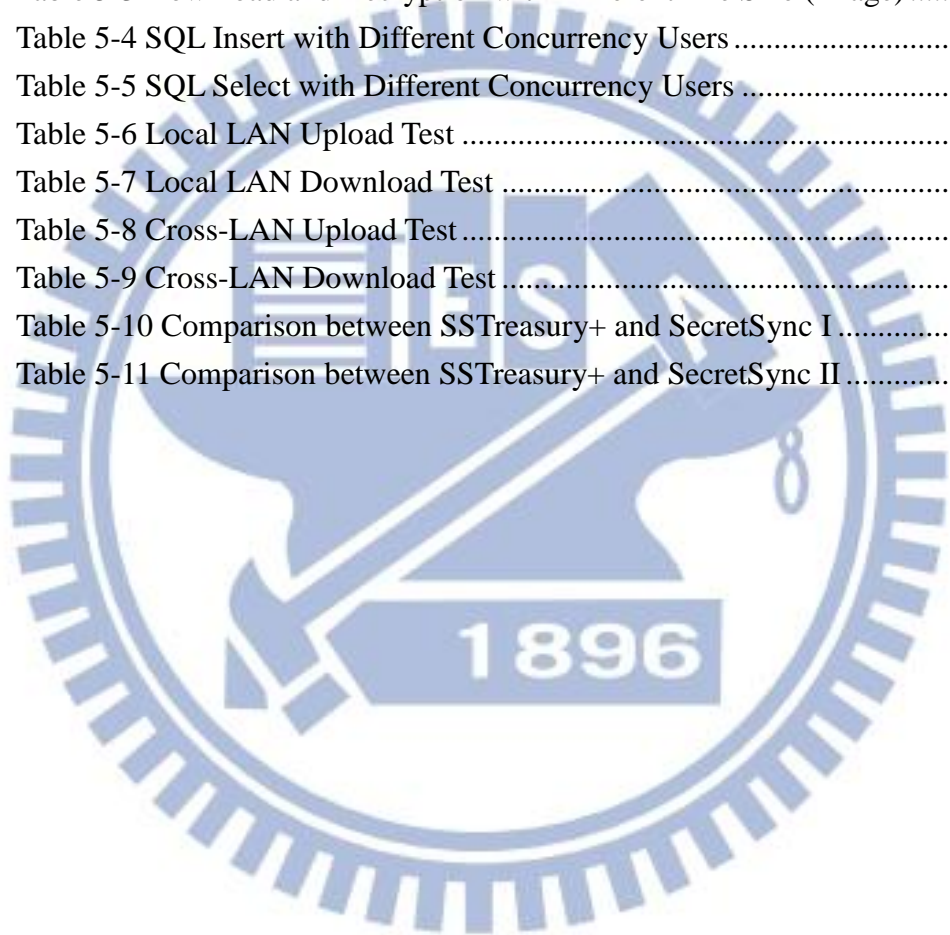 Table 5-4 SQL Insert with Different Concurrency Users ..........................
Table 5-5 SQL Select with Different Concurrency Users .........................
Table 5-6 Local LAN Upload Test ..........................................................
Table 5-7 Local LAN Download Test .....................................................
Table 5-8 Cross-LAN Upload Test ..........................................................
Table 5-9 Cross-LAN Download Test .....................................................
Table 5-10 Comparison between SSTreasury+ and SecretSync I .............
Table 5-11 Comparison between SSTreasury+ and SecretSync II ............
E S A
1896